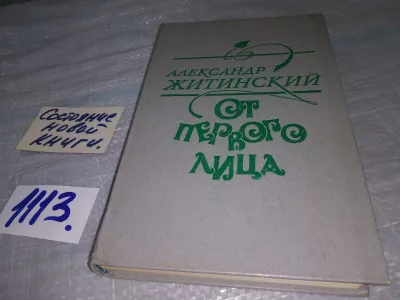 АЛЕКСАНДР
ЖИТИНСКИЙ
ОТ
ПЕРВОГО
ЛИЦА
Состояние
новой
книги.
1113.